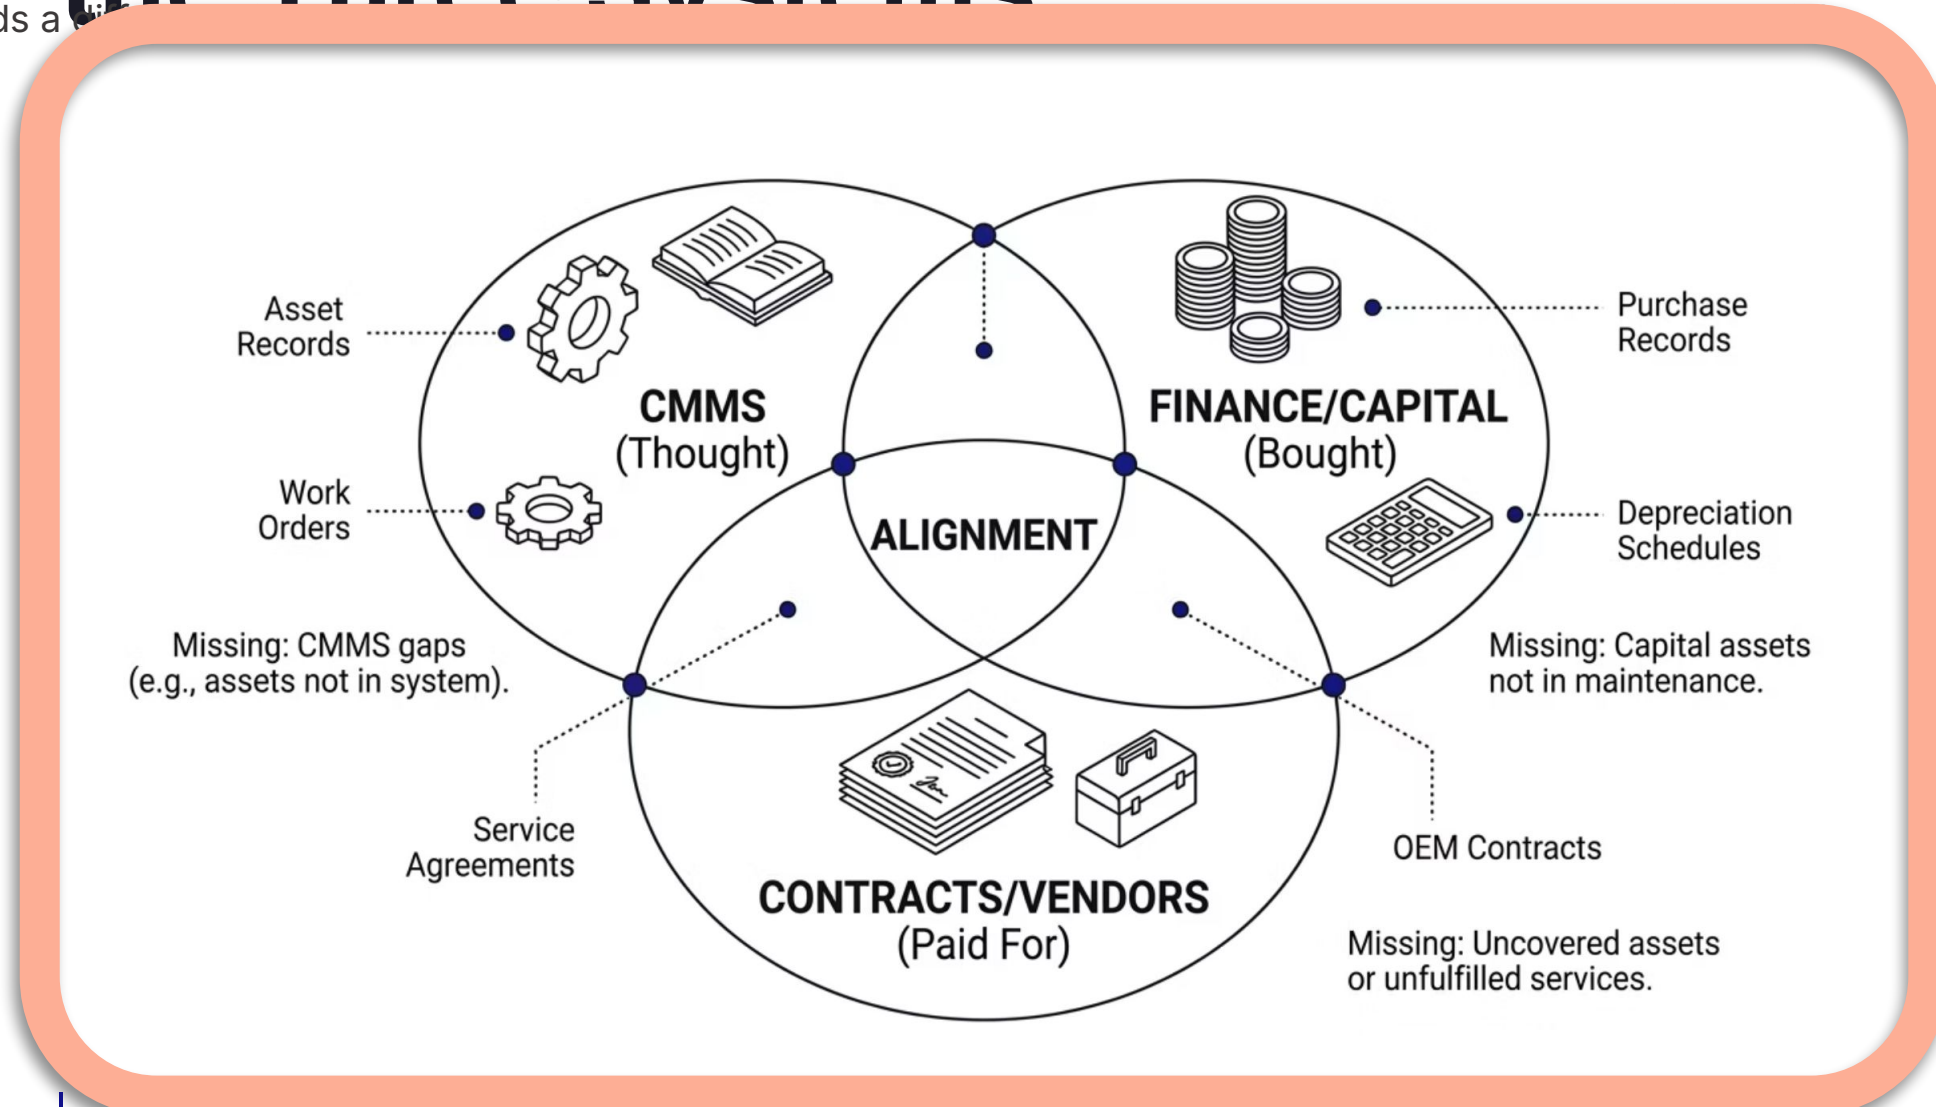 ds a
Asset
Records
Work
Orders
CMMS
(Thought)
FINANCE/CAPITAL
(Bought)
Purchase
Records
Depreciation
Schedules
ALIGNMENT
Missing: CMMS gaps
(e.g., assets not in system).
Missing: Capital assets
not in maintenance.
Service
Agreements
OEM Contracts
CONTRACTS/VENDORS
(Paid For)
Missing: Uncovered assets
or unfulfilled services.